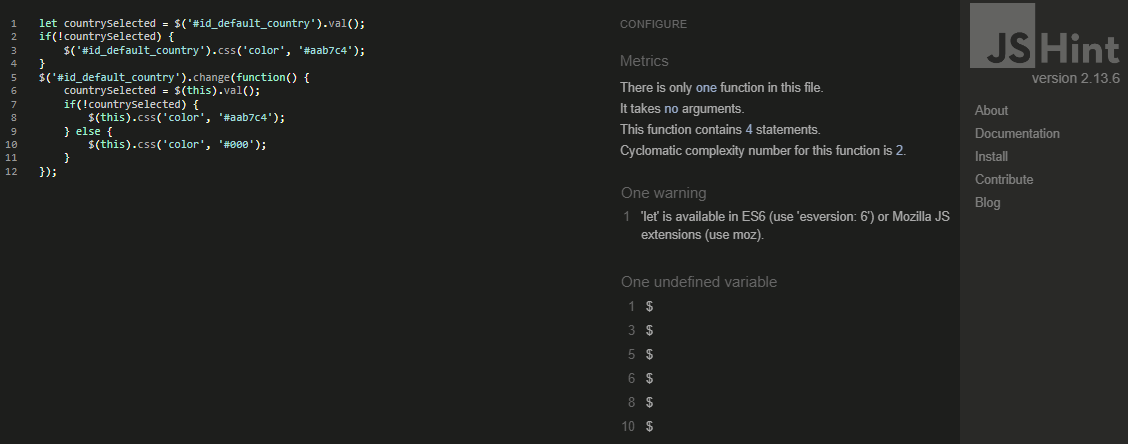 1 let countrySelected = $('#id_default_country').val();
2 if(!countrySelected) {
3 $('#id_default_country').css('color', '#aab7c4');
4 }
5 $('#id_default_country').change(function() {
6 countrySelected = $(this).val();
7 if(!countrySelected) {
8 $(this).css('color', '#aab7c4');
9 } else {
10 $(this).css('color', '#000');
11 }
12 });
CONFIGURE
Metrics
There is only one function in this file.
It takes no arguments.
This function contains 4 statements.
Cyclomatic complexity number for this function is 2.
One warning
1 'let' is available in ES6 (use 'esversion: 6') or Mozilla JS
extensions (use moz).
One undefined variable
1 $
3 $
5 $
6 $
8 $
10 $
JSHint
version 2.13.6
About
Documentation
Install
Contribute
Blog